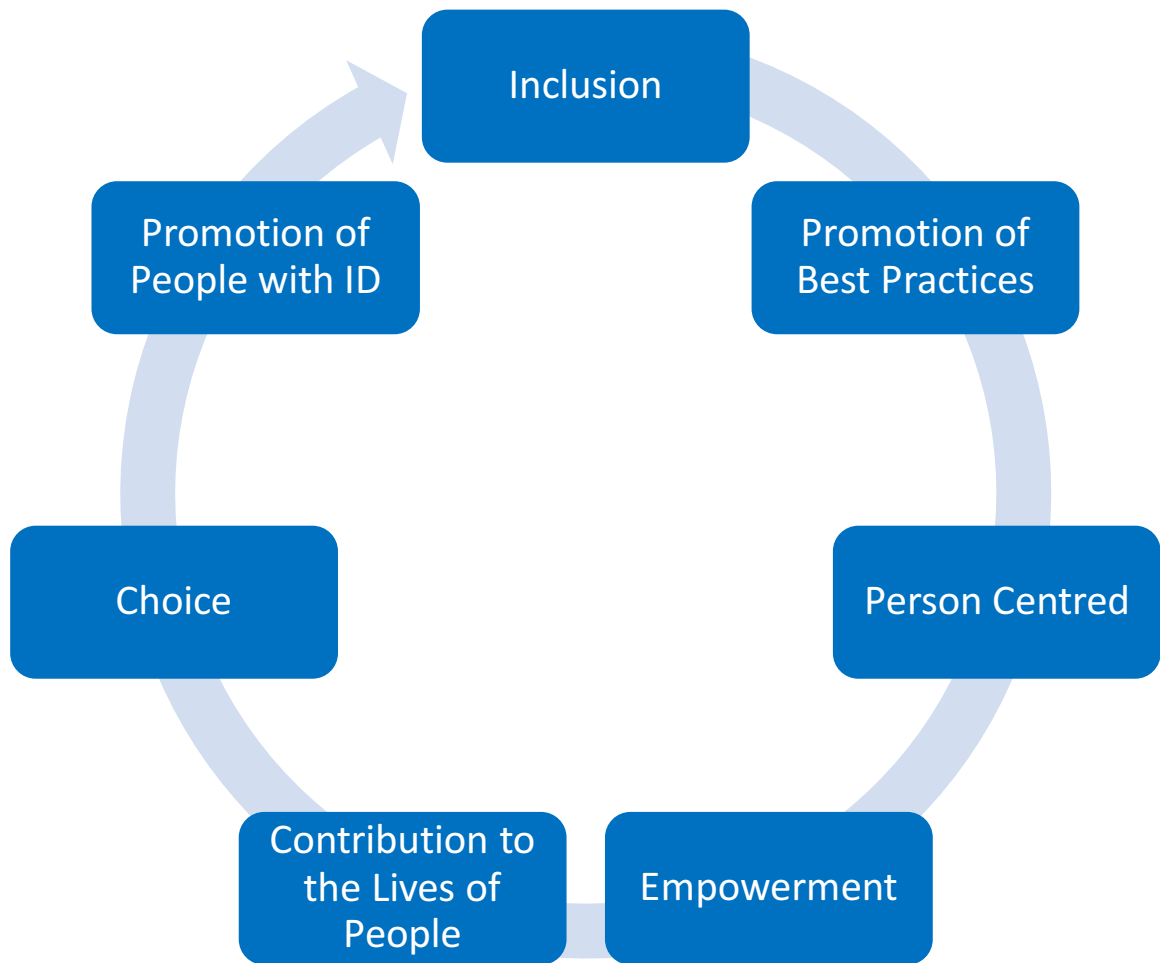 Inclusion
Promotion of
Best Practices
Person Centred
Empowerment
Contribution to
the Lives of
People
Choice
Promotion of
People with ID